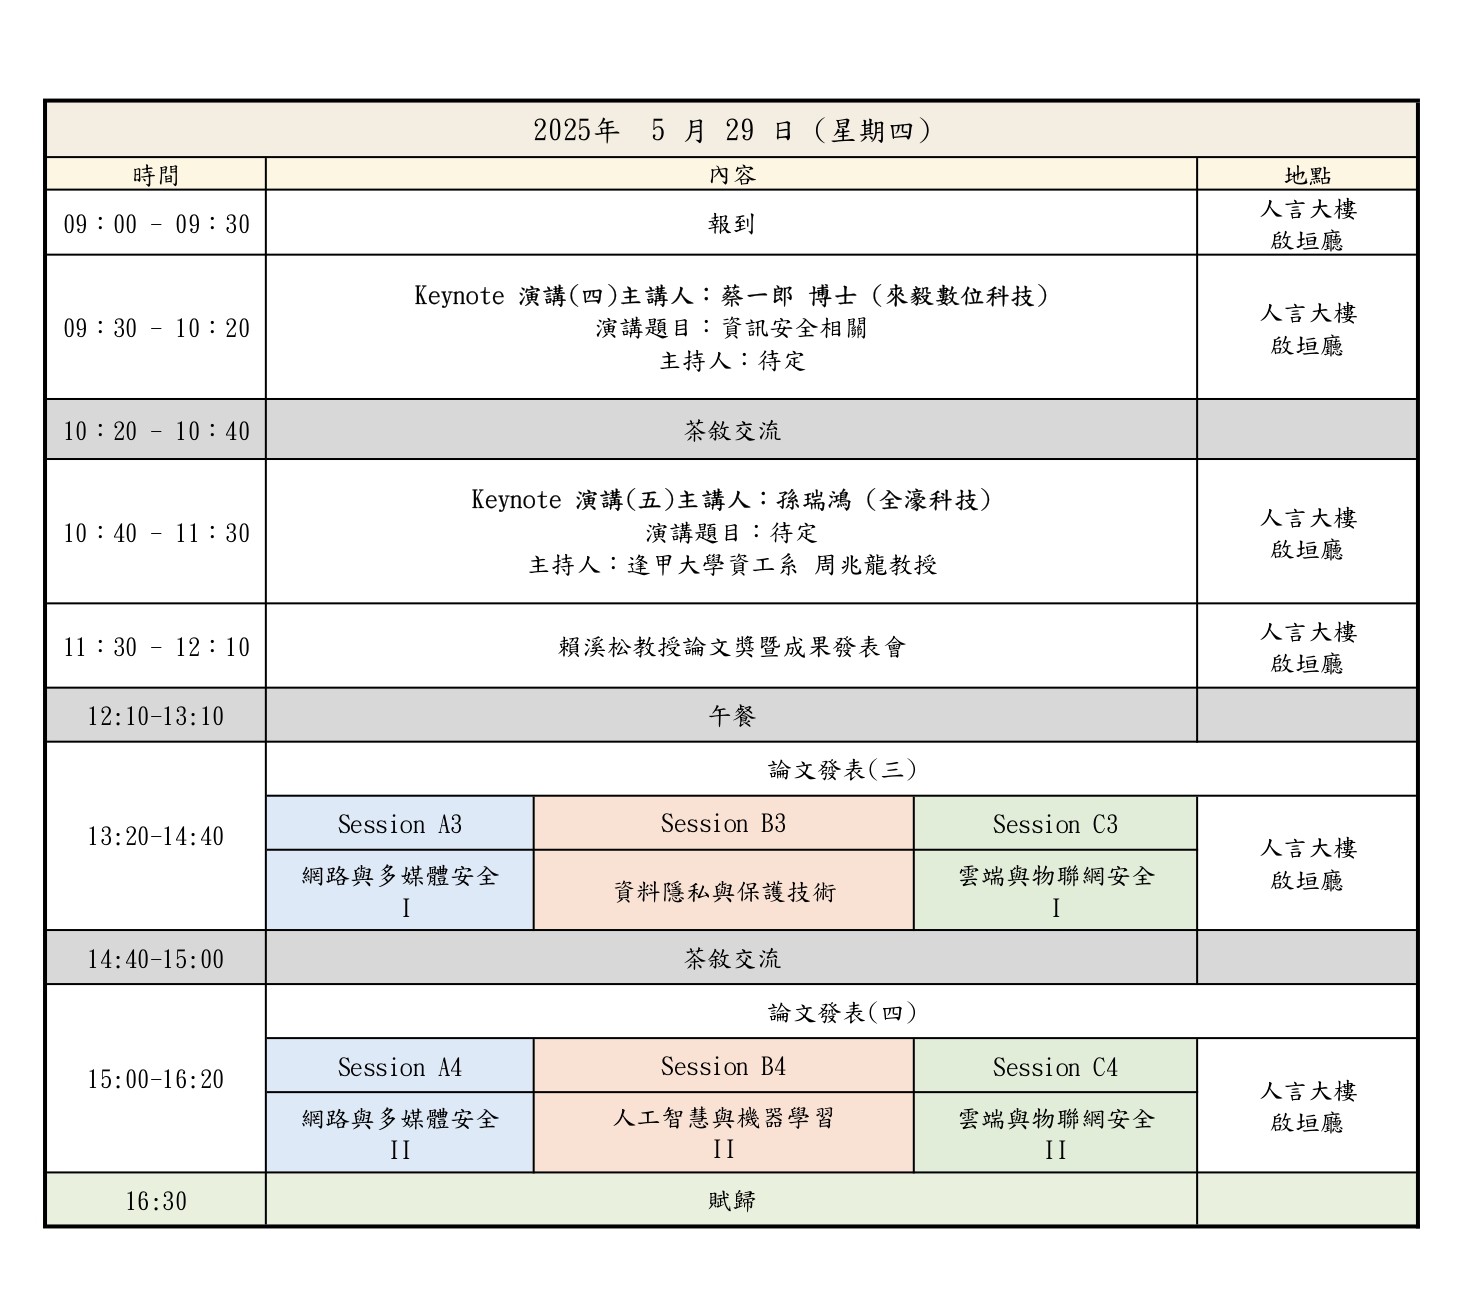 2025年 5 月 29 日 (星期四)
時間 內容 地點
09：00 - 09：30 報到 人言大樓
啟垣廳
09：30 - 10：20
Keynote 演講(四)主講人：蔡一郎 博士 (來毅數位科技)
演講題目：資訊安全相關
主持人：待定
人言大樓
啟垣廳
10：20 - 10：40 茶敘交流
10：40 - 11：30
Keynote 演講(五)主講人：孫瑞鴻 (全濠科技)
演講題目：待定
主持人：逢甲大學資工系 周兆龍教授
人言大樓
啟垣廳
11：30 - 12：10 賴溪松教授論文獎暨成果發表會
人言大樓
啟垣廳
12:10-13:10 午餐
13:20-14:40
論文發表(三)
Session A3 Session B3 Session C3
網路與多媒體安全
I
資料隱私與保護技術
雲端與物聯網安全
I
人言大樓
啟垣廳
14:40-15:00 茶敘交流
15:00-16:20
論文發表(四)
Session A4 Session B4 Session C4
網路與多媒體安全
II
人工智慧與機器學習
II
雲端與物聯網安全
II
人言大樓
啟垣廳
16:30 賦歸